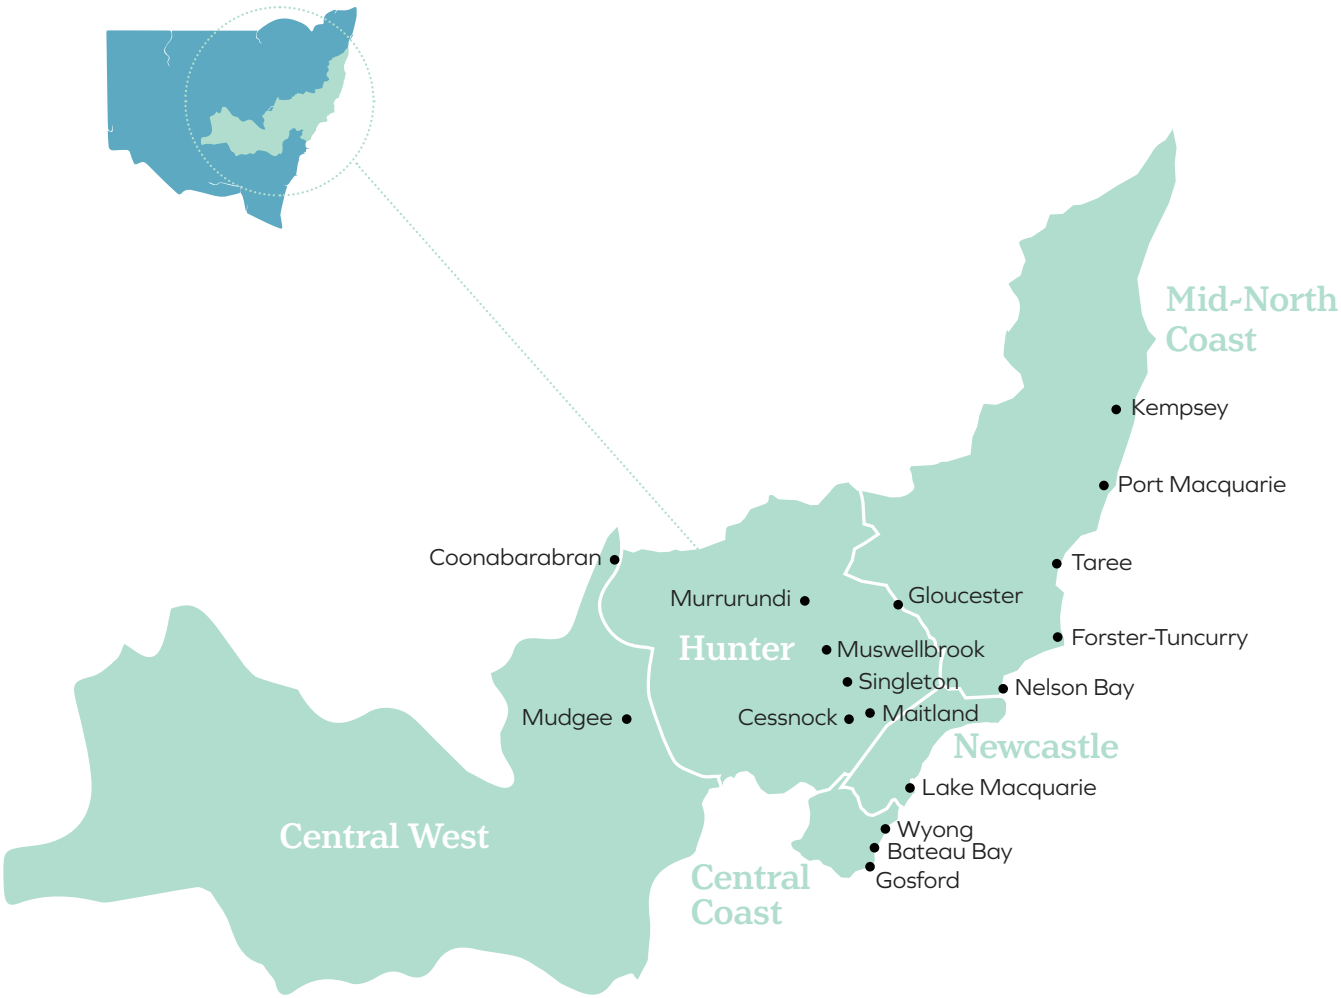 Mid-North
Coast
Kempsey
Port Macquarie
Coonabarabran
Taree
Murrurundi
Gloucester
Hunter
Muswellbrook
Forster-Tuncurry
Singleton
Nelson Bay
Mudgee
Cessnock
Maitland
Newcastle
Lake Macquarie
Central West
Wyong
Bateau Bay
Central
Coast
Gosford